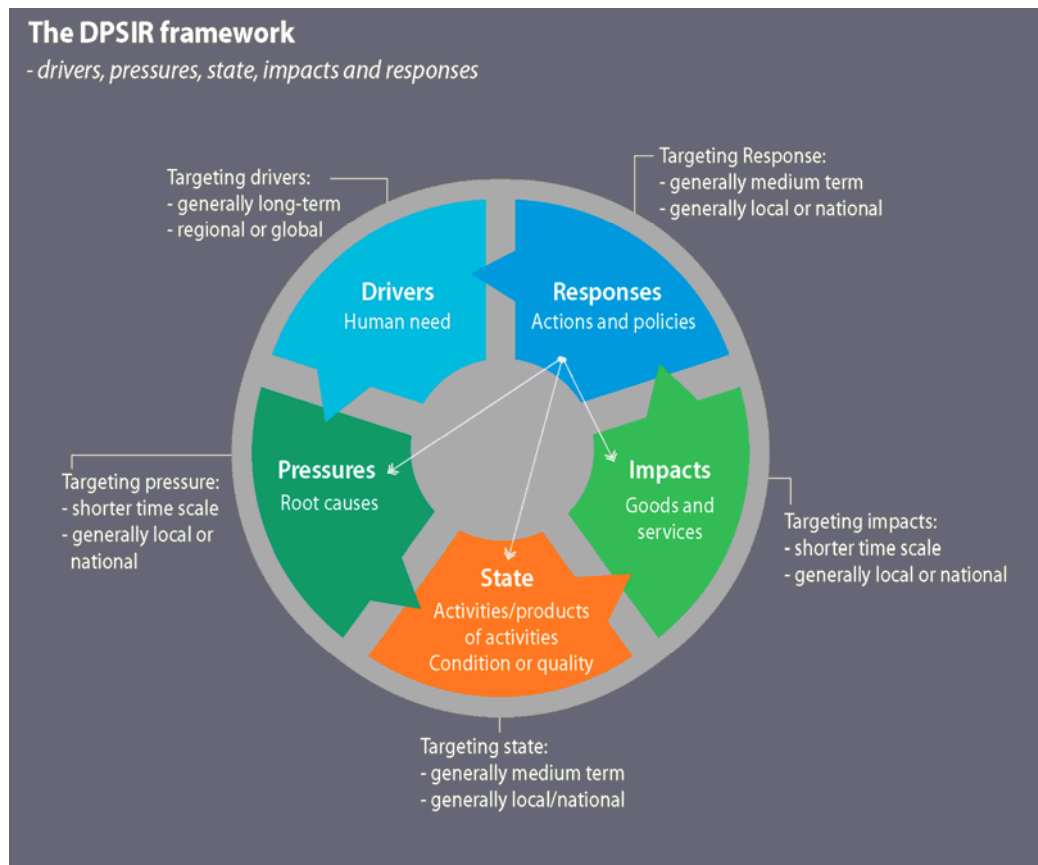 The DPSIR framework
- drivers, pressures, state, impacts and responses
Targeting drivers:
- generally long-term
- regional or global
Targeting Response:
- generally medium term
- generally local or national
Drivers
Human need
Responses
Actions and policies
Pressures
Root causes
Impacts
Goods and
services
Targeting pressure:
- shorter time scale
- generally local or
national
Targeting impacts:
- shorter time scale
- generally local or national
State
Activities/products
of activities
Condition or quality
Targeting state:
- generally medium term
- generally local/national